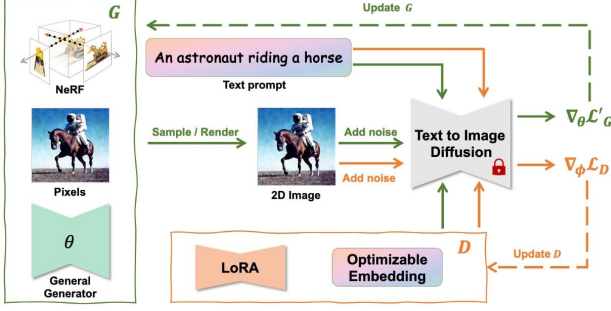 G
Update G
An astronaut riding a horse
Text prompt
NeRF
Sample / Render
Add noise
Add noise
Text to Image
Diffusion
∇θℒ′G
∇ϕℒD
Pixels
2D Image
θ
General
Generator
LoRA
Optimizable
Embedding
D
Update D